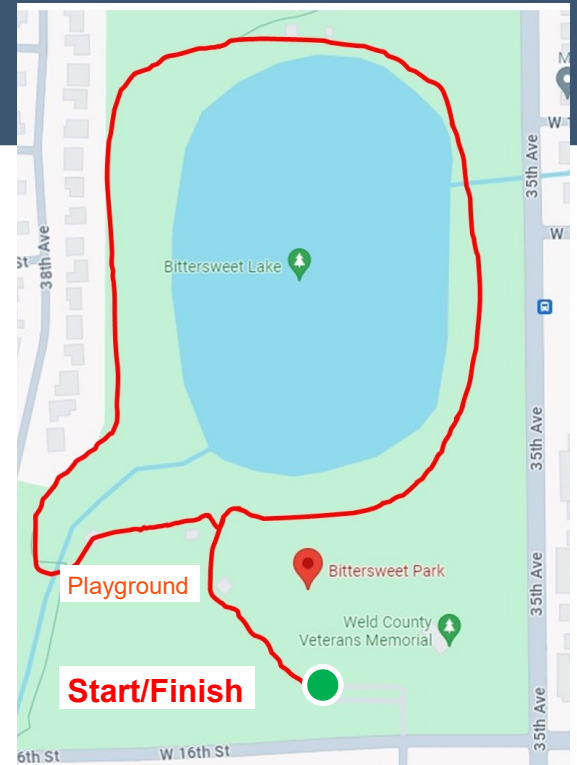 M
W 1
35th Ave
W
St
38th Ave
Bittersweet Lake
35th Ave
Playground
Bittersweet Park
35th Ave
Weld County
Veterans Memorial
Start/Finish
35th Ave
6th St
W 16th St